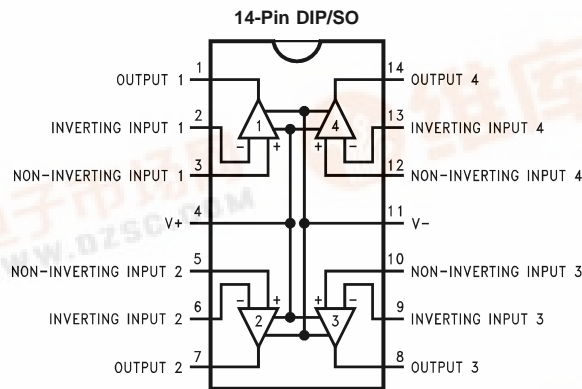 14-Pin DIP/SO
1
OUTPUT 1
14
OUTPUT 4
2
INVERTING INPUT 1
13
INVERTING INPUT 4
1
4
-
+
+
-
3
NON-INVERTING INPUT 1
12
NON-INVERTING INPUT 4
4
V+
11
V-
5
NON-INVERTING INPUT 2
10
NON-INVERTING INPUT 3
6
INVERTING INPUT 2
9
INVERTING INPUT 3
-
+
+
-
2
3
7
OUTPUT 2
8
OUTPUT 3
WWW.DZSC.COM